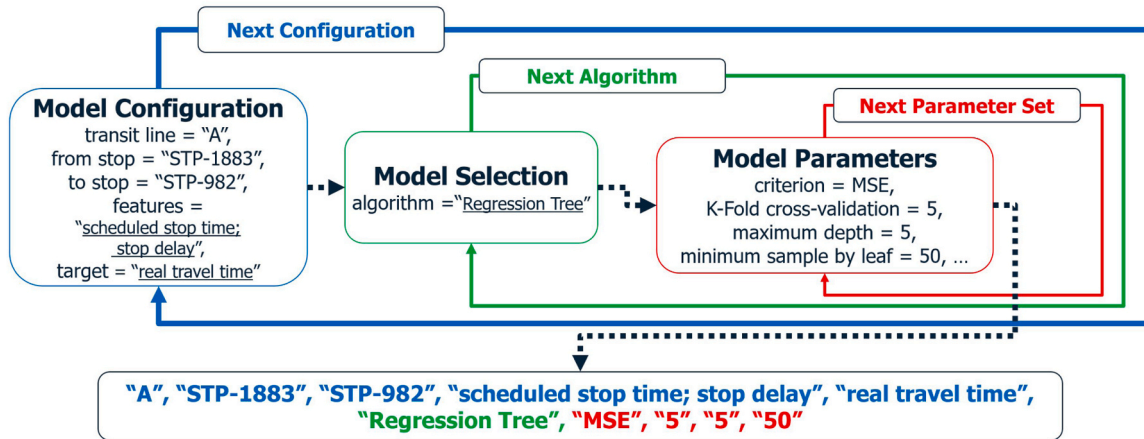 Next Configuration
Next Algorithm
Next Parameter Set
Model Configuration
transit line = “A”,
from stop = “STP-1883”,
to stop = “STP-982”,
features =
“scheduled stop time;
stop delay”,
target = “real travel time”
Model Selection
algorithm =“Regression Tree”
Model Parameters
criterion = MSE,
K-Fold cross-validation = 5,
maximum depth = 5,
minimum sample by leaf = 50, ...
“A”, “STP-1883”, “STP-982”, “scheduled stop time; stop delay”, “real travel time”,
“Regression Tree”, “MSE”, “5”, “5”, “50”